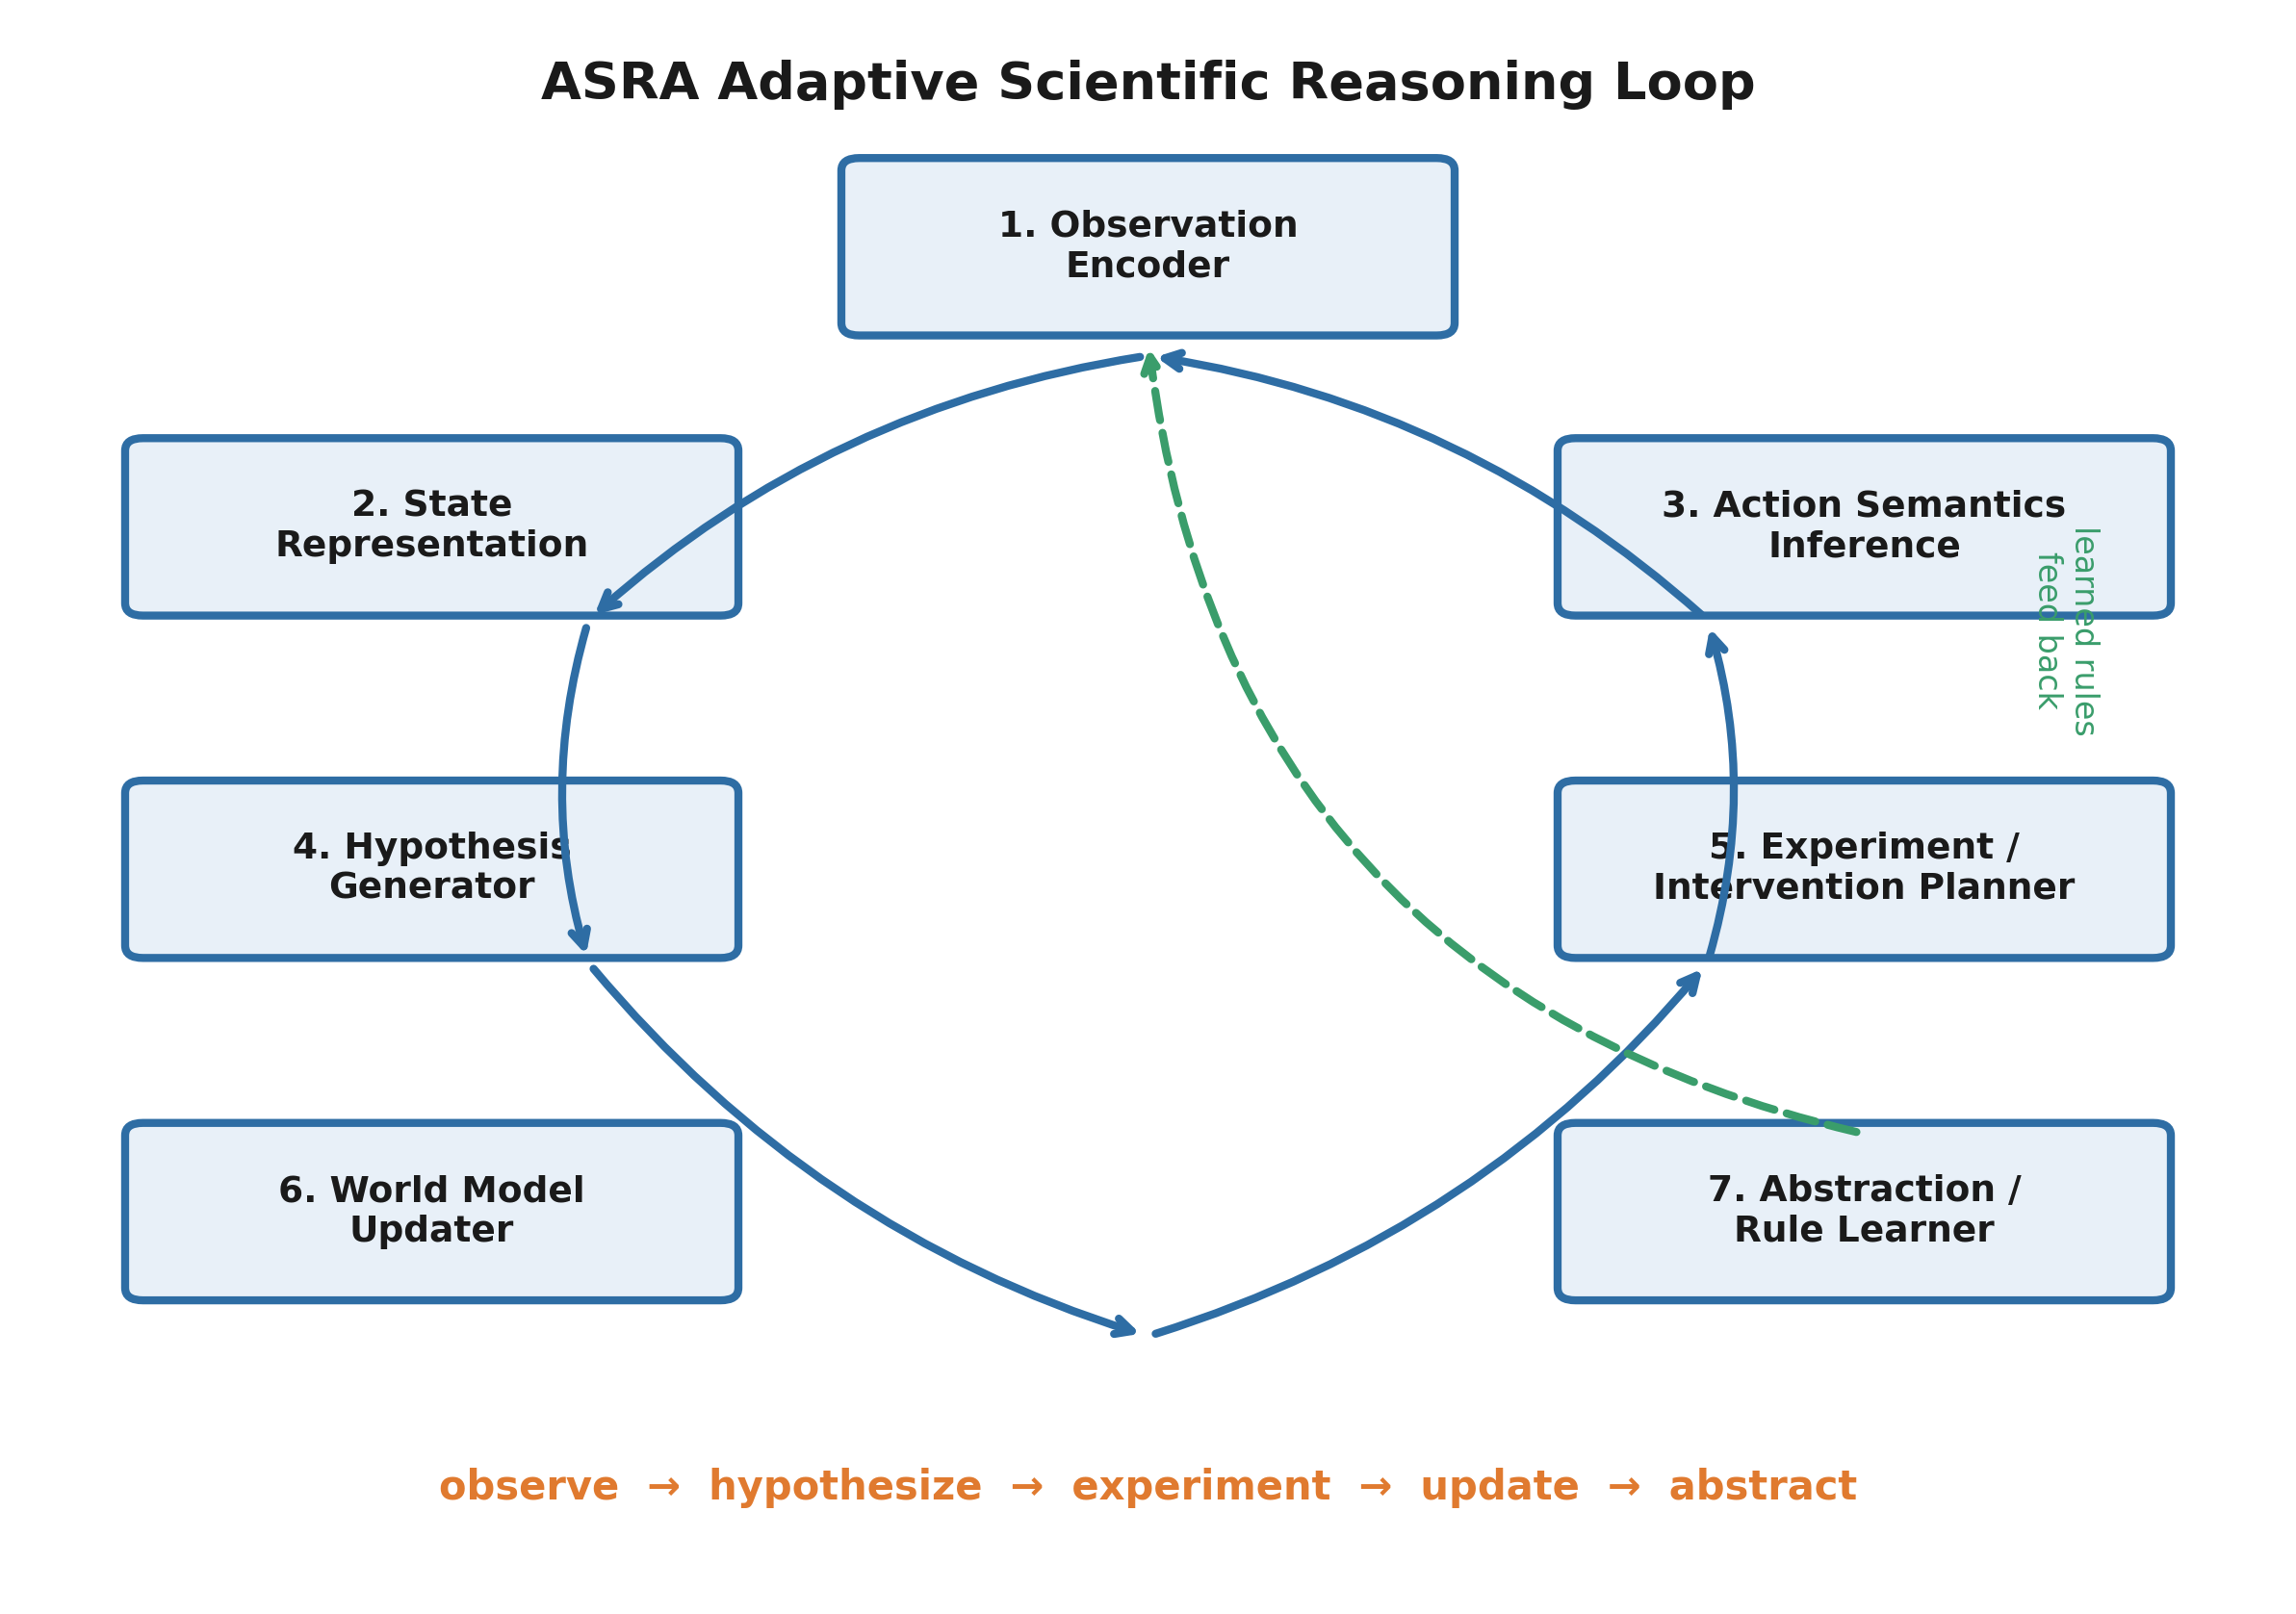 ASRA Adaptive Scientific Reasoning Loop
1. Observation
Encoder
2. State
Representation
3. Action Semantics
Inference
learned rules
feed back
4. Hypothesis
Generator
5. Experiment /
Intervention Planner
6. World Model
Updater
7. Abstraction /
Rule Learner
observe → hypothesize → experiment → update → abstract